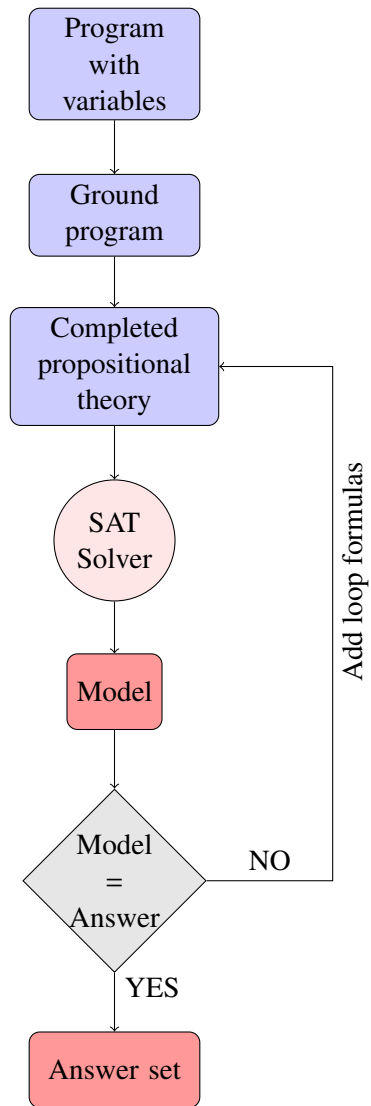 Program
with
variables
Ground
program
Completed
propositional
theory
SAT
Solver
Model
Model
=
Answer
NO
Add loop formulas
YES
Answer set